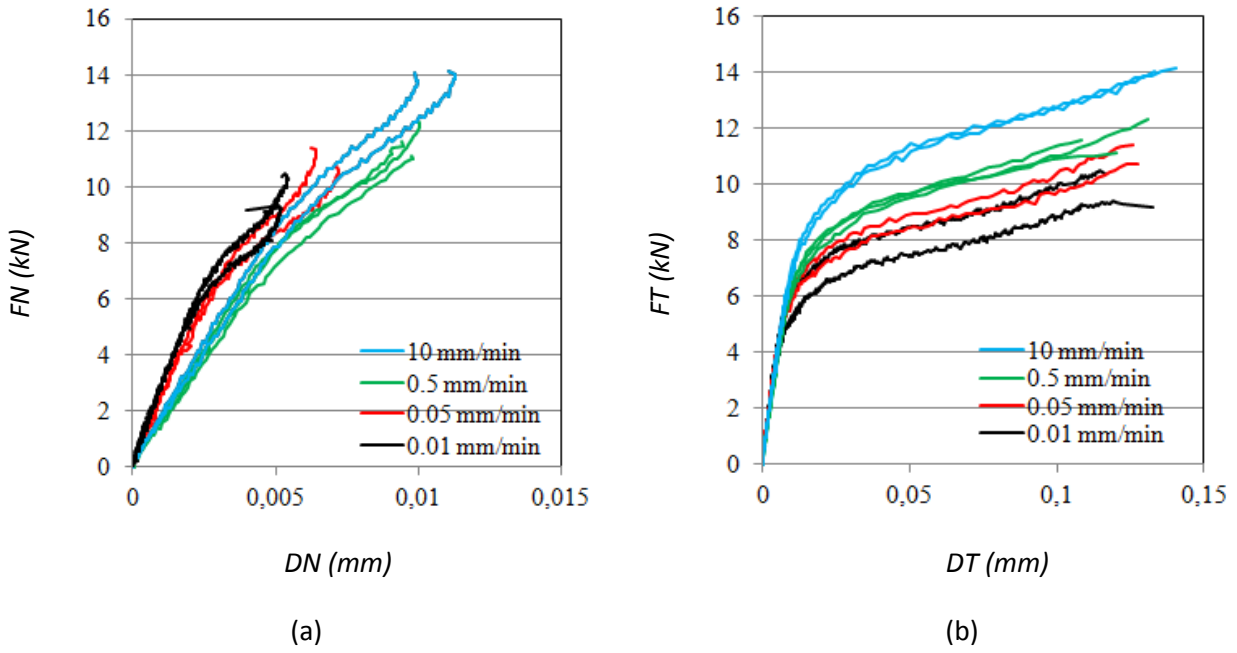 16
14
12
10
8
6
4
2
0
FN (kN)
10 mm/min
0.5 mm/min
0.05 mm/min
0.01 mm/min
0
0,005
0,01
0,015
DN (mm)
(a)
16
14
12
10
8
6
4
2
0
FT (kN)
10 mm/min
0.5 mm/min
0.05 mm/min
0.01 mm/min
0
0,05
0,1
0,15
DT (mm)
(b)